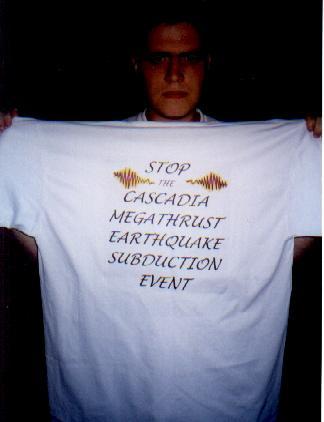 STOP
THE
CASCADIA
MEGATHRUST
EARTHQUAKE
SUBDUCTION
EVENT